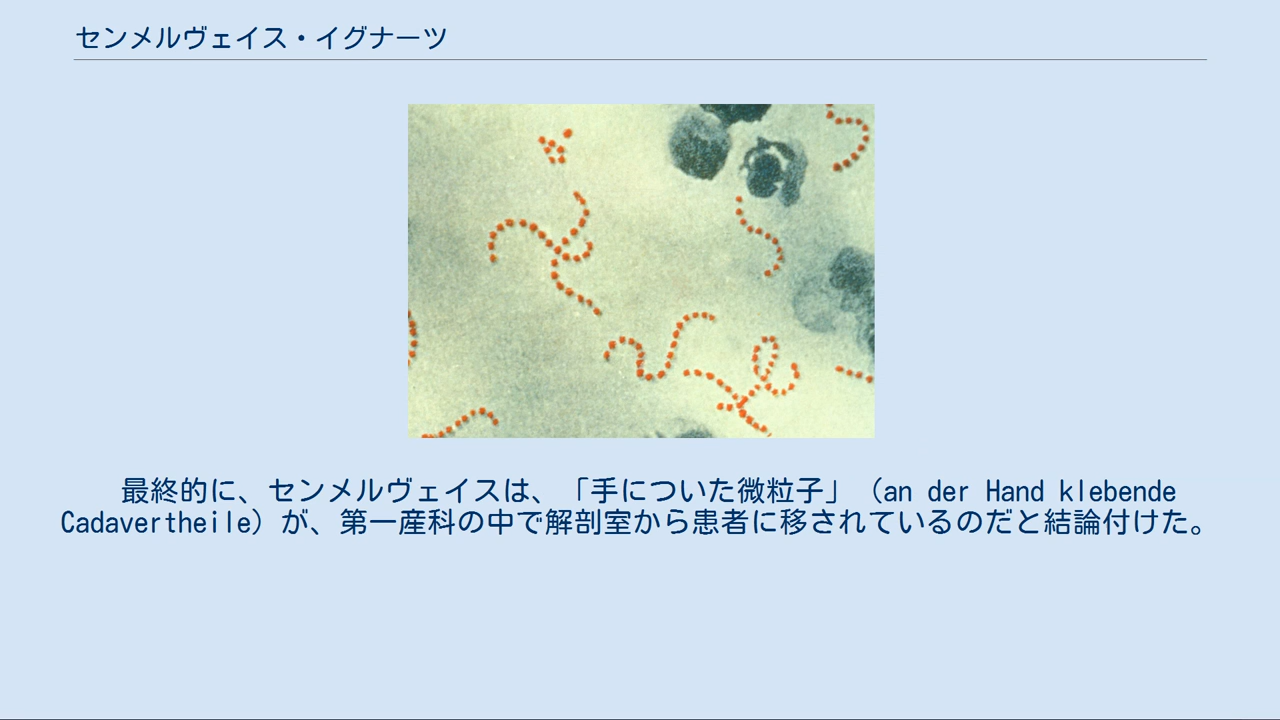 センメルヴェイス・イグナーツ
最終的に、センメルヴェイスは、「手についた微粒子」（an der Hand klebende
Cadavertheile）が、第一産科の中で解剖室から患者に移されているのだと結論付けた。